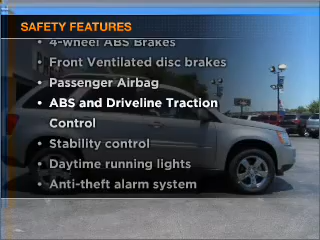 SAFETY FEATURES
• 4-wheel ABS Brakes
• Front Ventilated disc brakes
• Passenger Airbag
• ABS and Driveline Traction
Control
• Stability control
• Daytime running lights
• Anti-theft alarm system